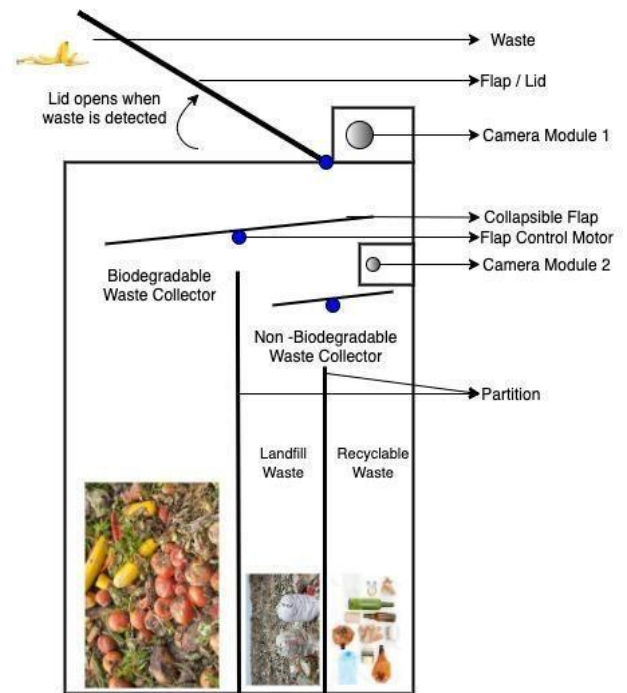 Waste
Flap / Lid
Lid opens when
waste is detected
Camera Module 1
Collapsible Flap
Flap Control Motor
Camera Module 2
Biodegradable
Waste Collector
Non -Biodegradable
Waste Collector
Partition
Landfill
Waste
Recyclable
Waste